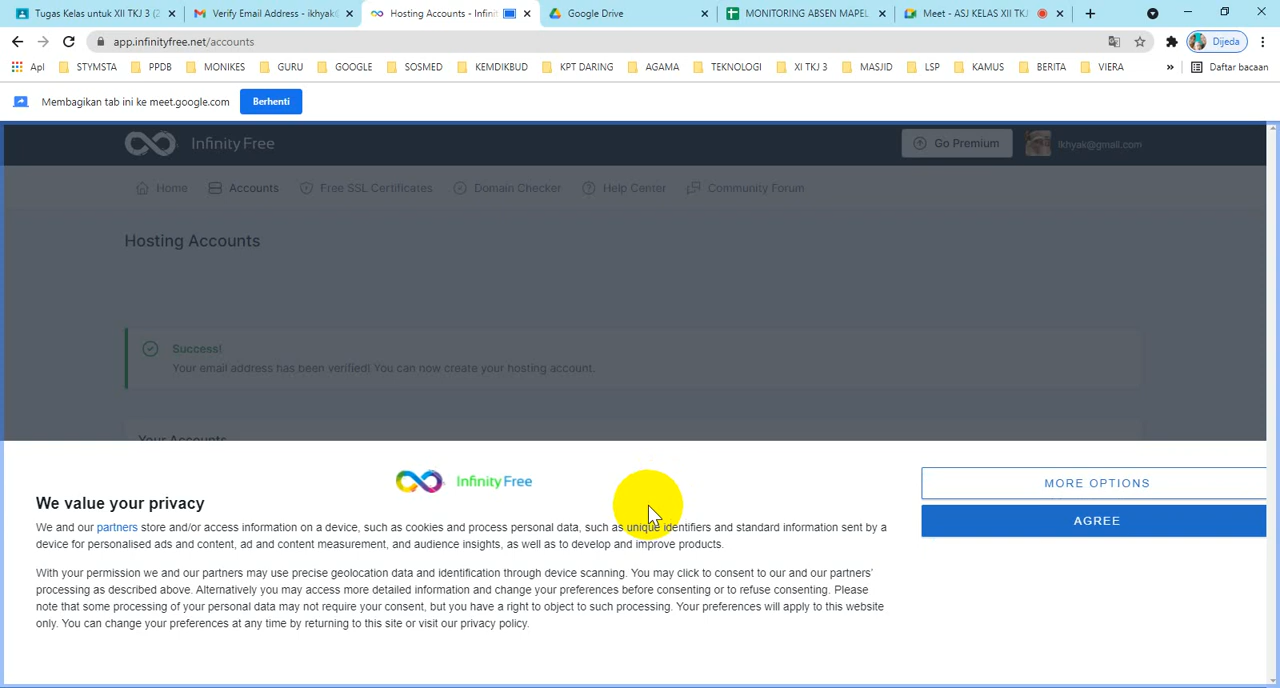 Tugas Kelas untuk XII TKJ 3 (2
Verify Email Address - ikhyak@
Hosting Accounts - Infinit
Google Drive
MONITORING ABSEN MAPEL
Meet - ASJ KELAS XII TKJ
app.infinityfree.net/accounts
Dijeda
Apl
STYMSTA
PPDB
MONIKES
GURU
GOOGLE
SOSMED
KEMDIKBUD
KPT DARING
AGAMA
TEKNOLOGI
XI TKJ 3
MASJID
LSP
KAMUS
BERITA
VIERA
»
Daftar bacaan
Membagikan tab ini ke meet.google.com
Berhenti
InfinityFree
Go Premium
ikhyak@gmail.com
Home
Accounts
Free SSL Certificates
Domain Checker
Help Center
Community Forum
Hosting Accounts
Success!
Your email address has been verified! You can now create your hosting account.
Your Accounts
InfinityFree
We value your privacy
We and our partners store and/or access information on a device, such as cookies and process personal data, such as unique identifiers and standard information sent by a
device for personalised ads and content, ad and content measurement, and audience insights, as well as to develop and improve products.
With your permission we and our partners may use precise geolocation data and identification through device scanning. You may click to consent to our and our partners’
processing as described above. Alternatively you may access more detailed information and change your preferences before consenting or to refuse consenting. Please
note that some processing of your personal data may not require your consent, but you have a right to object to such processing. Your preferences will apply to this website
only. You can change your preferences at any time by returning to this site or visit our privacy policy.
MORE OPTIONS
AGREE